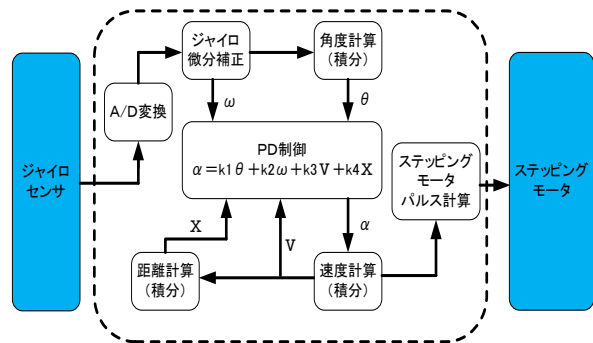 ジャイロ
センサ
A/D変換
ジャイロ
微分補正
角度計算
(積分)
ω
θ
PD制御
α=k1θ+k2ω+k3V+k4X
ステッピング
モータ
パルス計算
X
V
α
距離計算
(積分)
速度計算
(積分)
ステッピング
モータ